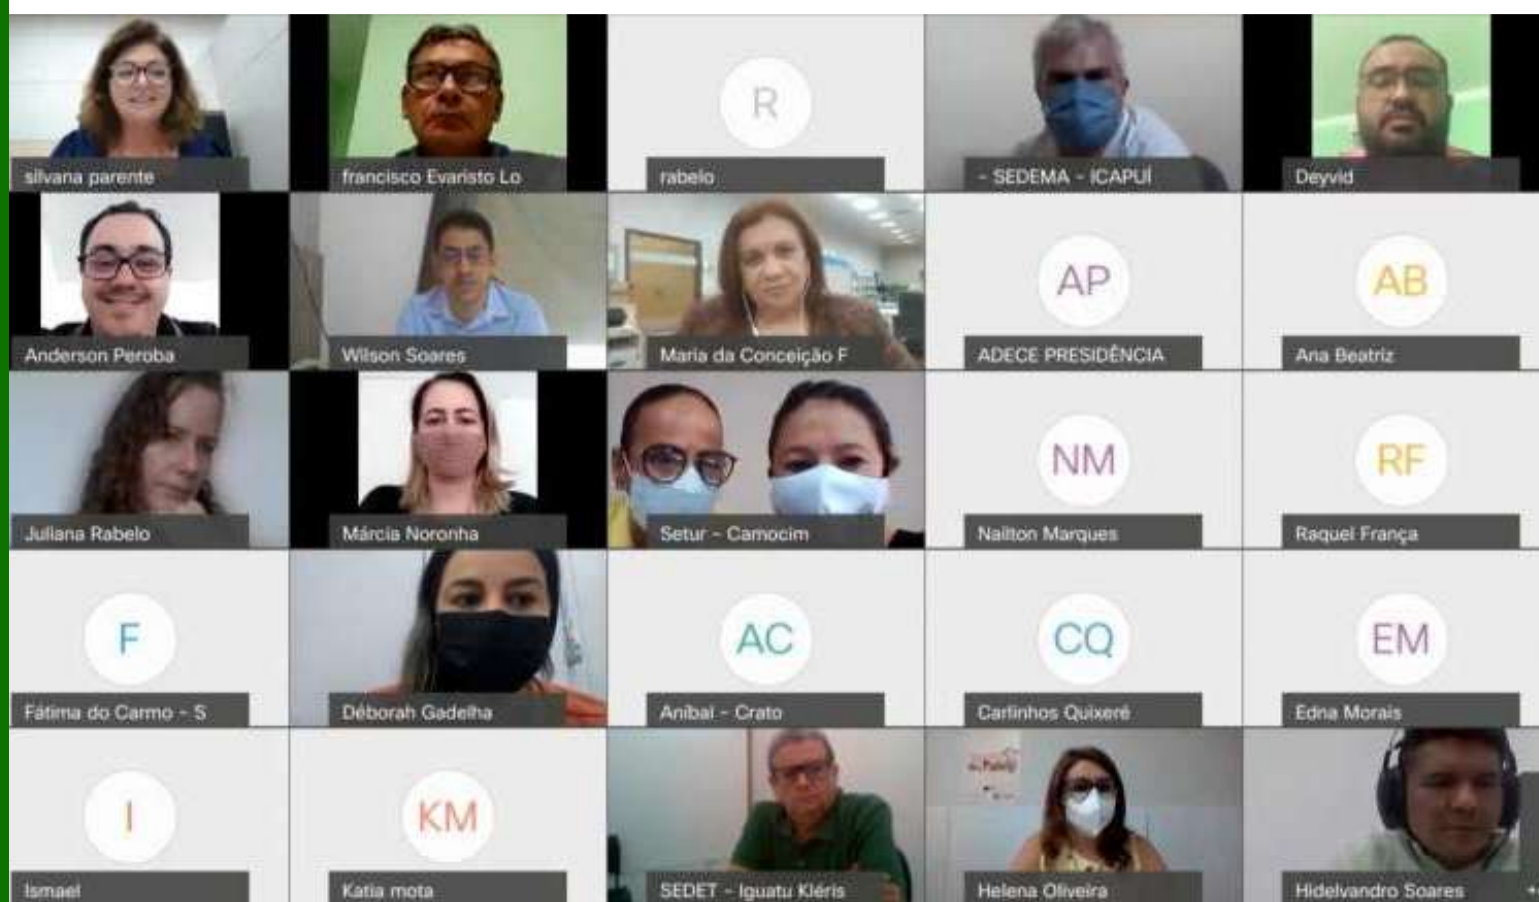 silvana parente
francisco Evaristo Lo
R
rabelo
- SEDEMA - ICAPUÍ
Deyvid
Anderson Peroba
Wilson Soares
Maria da Conceição F
AP
ADECE PRESIDÊNCIA
AB
Ana Beatriz
Juliana Rabelo
Márcia Noronha
Setur - Camocim
NM
Nailton Marques
RF
Raquel França
F
Fátima do Carmo - S
Déborah Gadelha
AC
Aníbal - Crato
CQ
Carlinhos Quixeré
EM
Edna Morais
I
Ismael
KM
Katia mota
SEDET - Iguatu Kléris
Helena Oliveira
Hidelvandro Soares